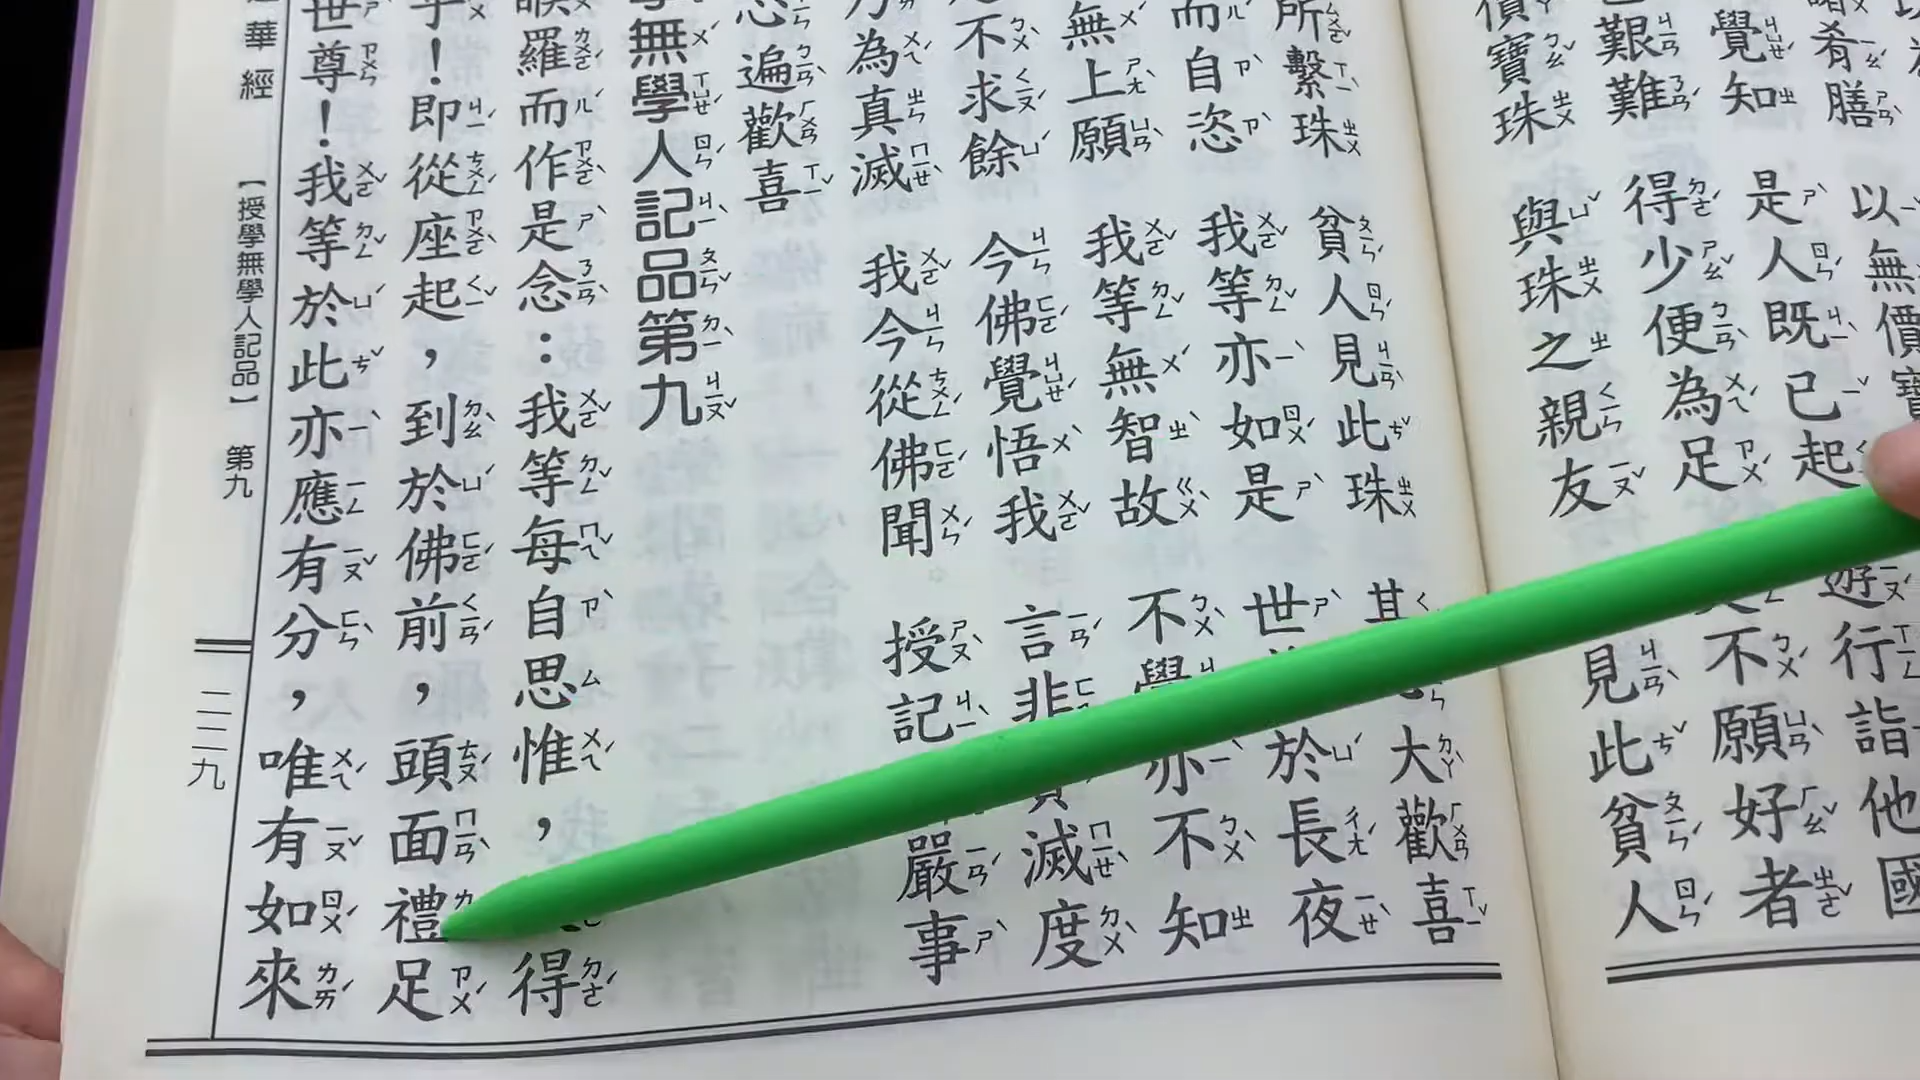 以無價寶
詣他國
肴膳
遊行
覺知
是人既已起
好者
艱難
得少便為足
不願
價寶珠
與珠之親友
見此貧人
所繫珠
貧人見此珠
其 大歡喜
而自恣
我等亦如是
世 於長夜
無上願
我等無智故
不學亦不知
不求餘
今佛覺悟我
言非 滅度
為真滅
我今從佛聞
授記 嚴事
遍歡喜
無學人記品第九
羅而作是念：我等每自思惟， 得
！即從座起，到於佛前，頭面禮足
世尊！我等於此亦應有分，唯有如來
華經
【授學無學人記品】第九
二二九